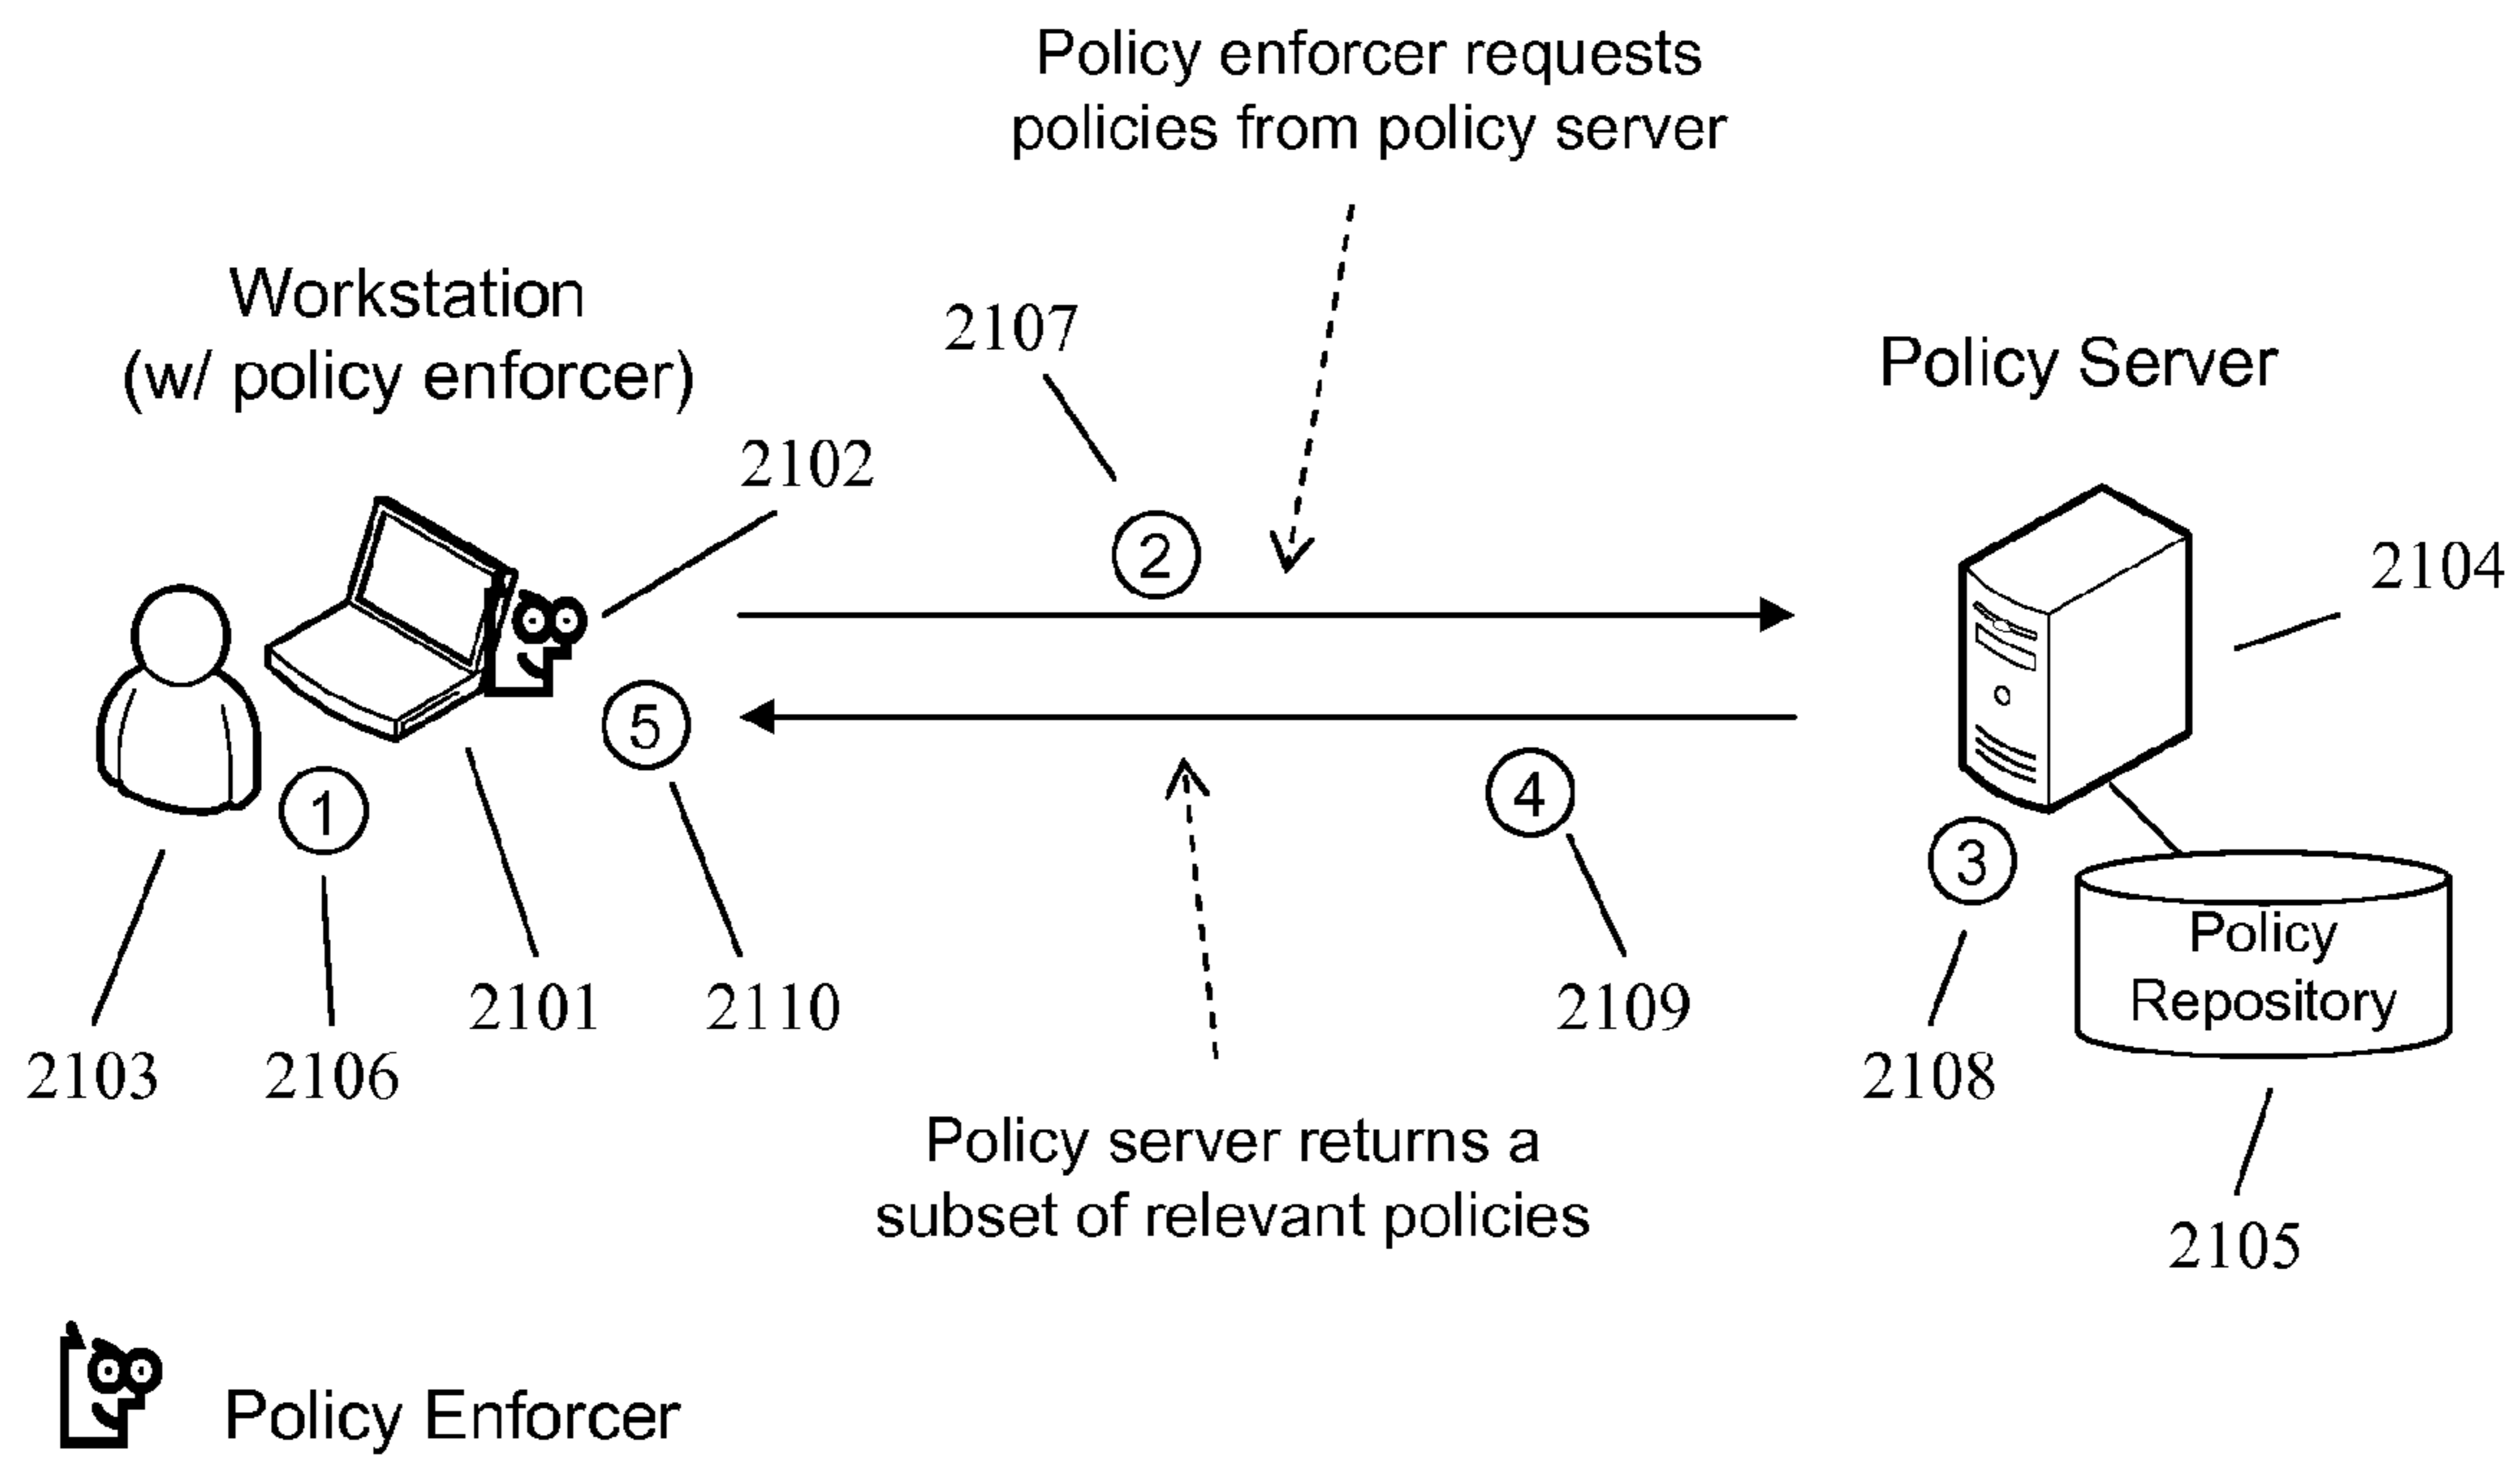 Policy enforcer requests
policies from policy server
Workstation
(w/ policy enforcer)
2107
Policy Server
2102
2
2104
5
1
4
3
Policy
Repository
2101
2110
2109
2103
2106
2108
Policy server returns a
subset of relevant policies
2105
Policy Enforcer